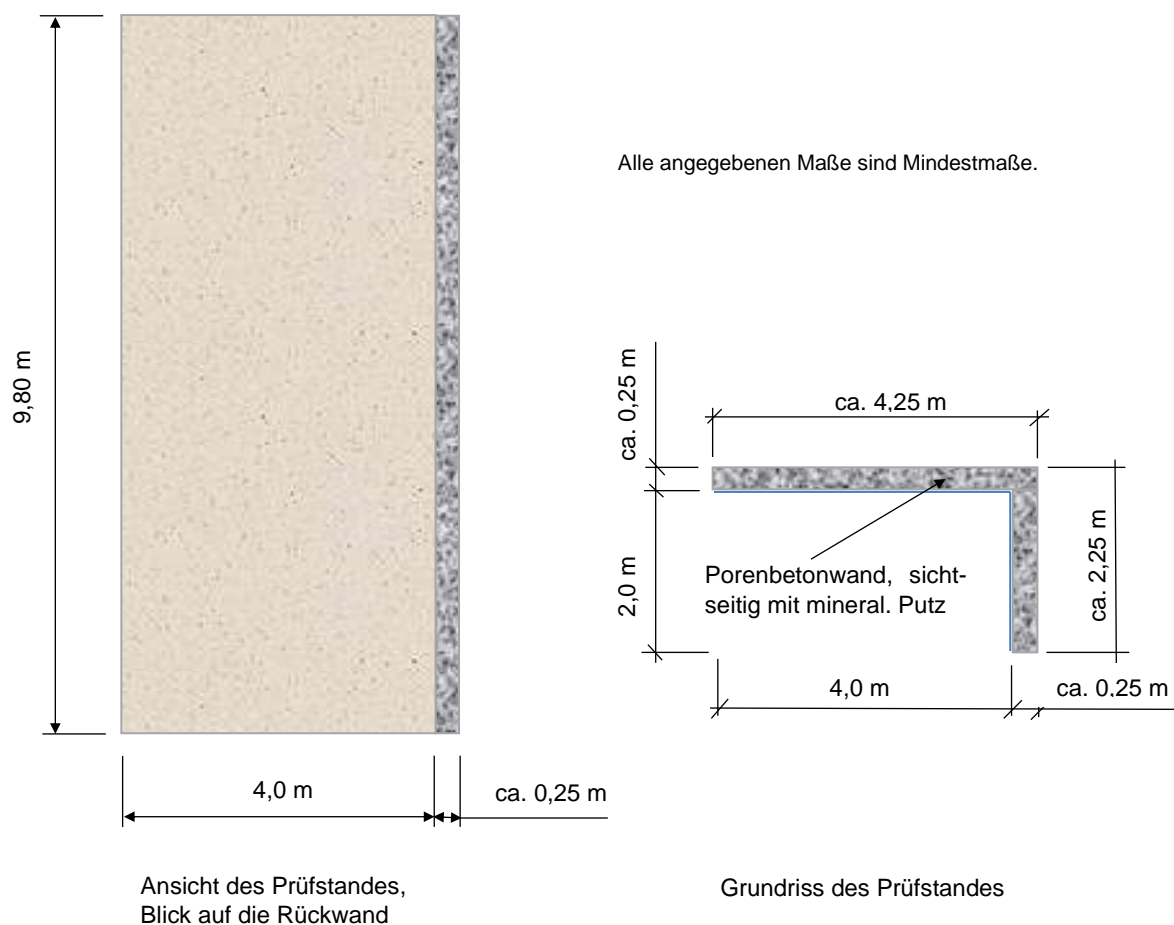 Alle angegebenen Maße sind Mindestmaße.
9,80 m
4,0 m
ca. 0,25 m
Ansicht des Prüfstandes,
Blick auf die Rückwand
ca. 0,25 m
ca. 4,25 m
2,0 m
Porenbetonwand, sicht-
seitig mit mineral. Putz
ca. 2,25 m
4,0 m
ca. 0,25 m
Grundriss des Prüfstandes